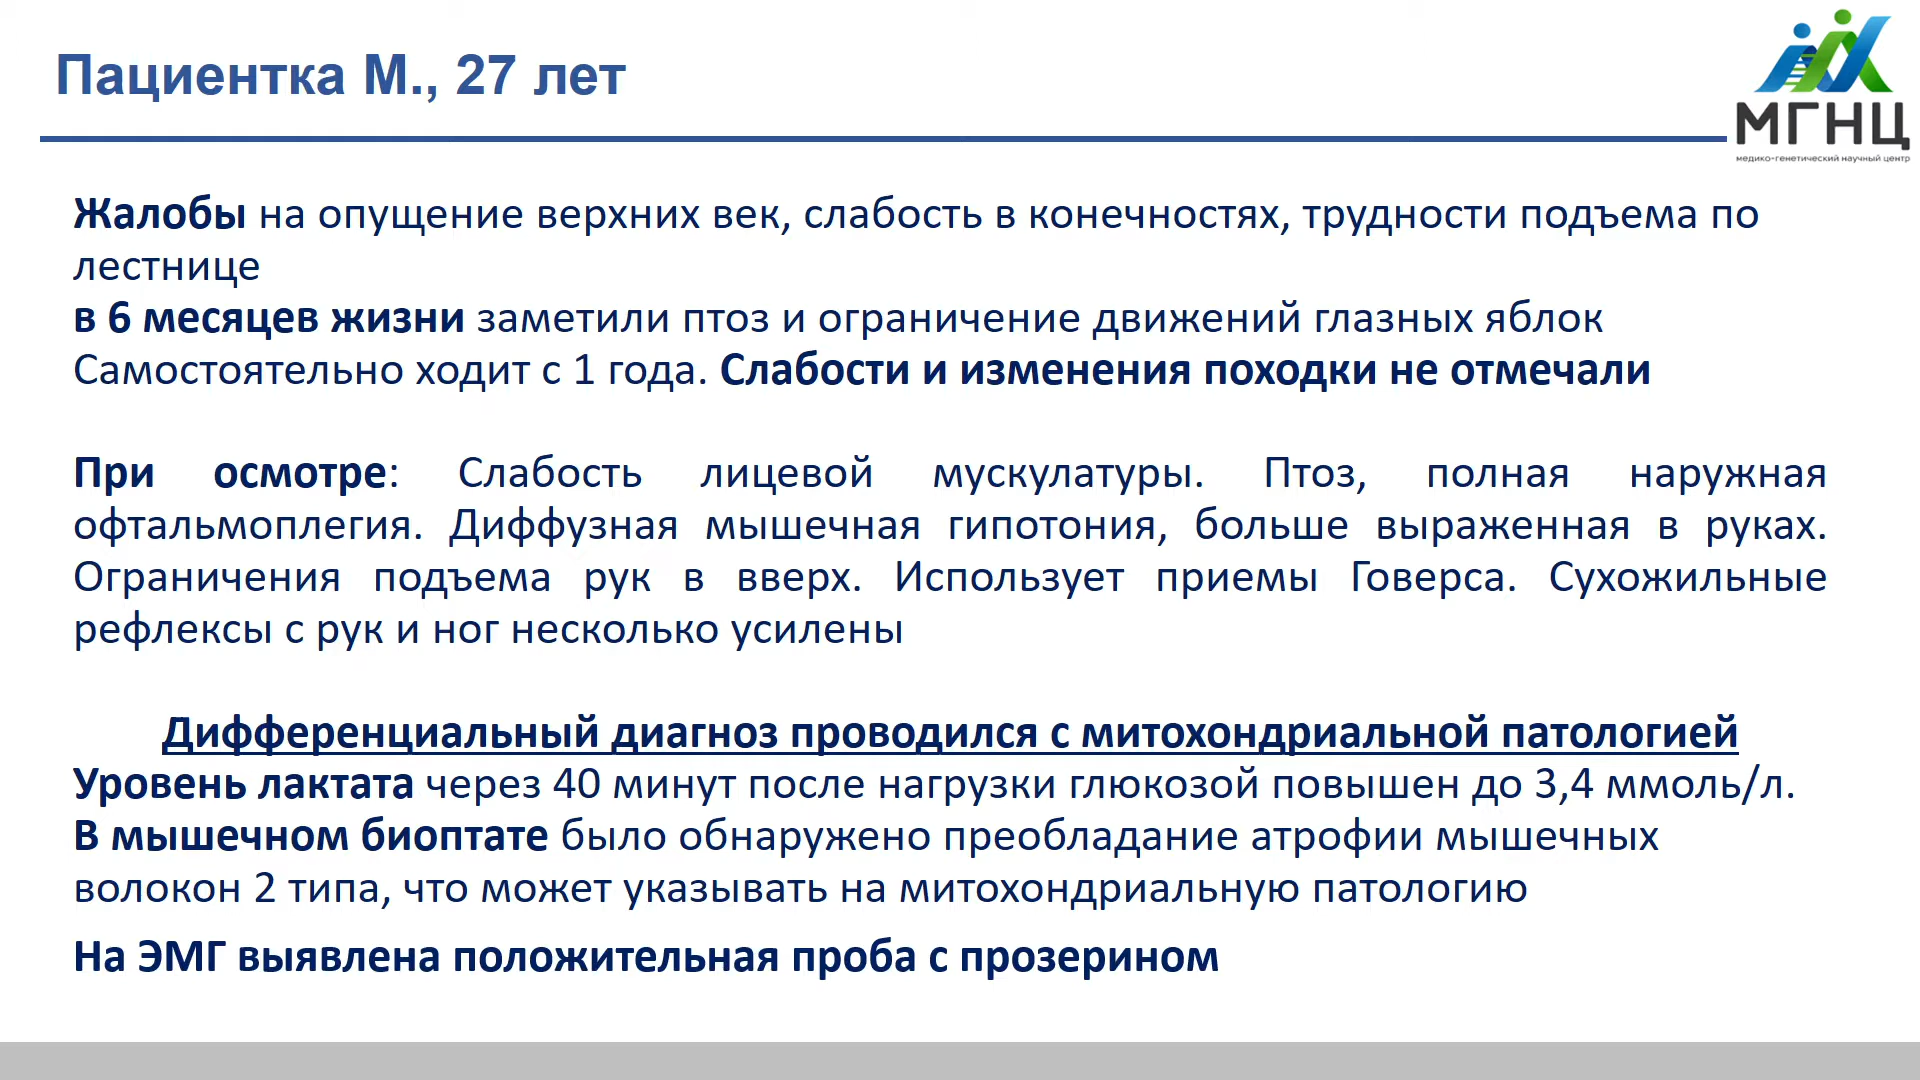 Пациентка М., 27 лет
МГНЦ
медико-генетический научный центр
Жалобы на опущение верхних век, слабость в конечностях, трудности подъема по
лестнице
в 6 месяцев жизни заметили птоз и ограничение движений глазных яблок
Самостоятельно ходит с 1 года. Слабости и изменения походки не отмечали
При осмотре: Слабость лицевой мускулатуры. Птоз, полная наружная
офтальмоплегия. Диффузная мышечная гипотония, больше выраженная в руках.
Ограничения подъема рук в вверх. Использует приемы Говерса. Сухожильные
рефлексы с рук и ног несколько усилены
Дифференциальный диагноз проводился с митохондриальной патологией
Уровень лактата через 40 минут после нагрузки глюкозой повышен до 3,4 ммоль/л.
В мышечном биоптате было обнаружено преобладание атрофии мышечных
волокон 2 типа, что может указывать на митохондриальную патологию
На ЭМГ выявлена положительная проба с прозерином